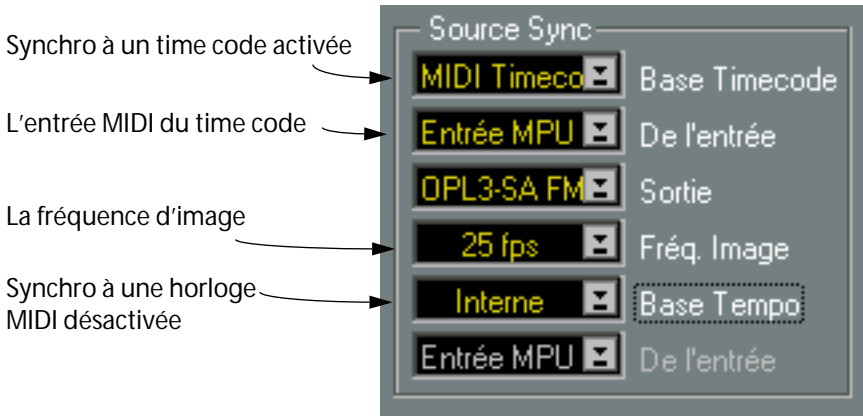 Source Sync
Synchro à un time code activée
MIDI Timeco Base Timecode
L'entrée MIDI du time code
Entrée MPU De l'entrée
OPL3-SA FM Sortie
La fréquence d'image
25 fps Fréq. Image
Synchro à une horloge
MIDI désactivée
Interne Base Tempo
Entrée MPU De l'entrée